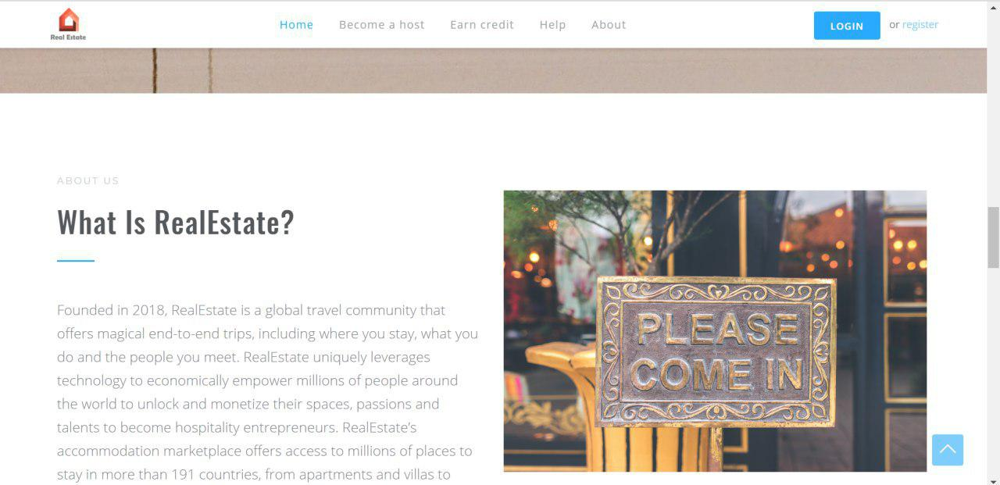 Real Estate
Home Become a host Earn credit Help About
LOGIN or register
ABOUT US
What Is RealEstate?
Founded in 2018, RealEstate is a global travel community that
offers magical end-to-end trips, including where you stay, what you
do and the people you meet. RealEstate uniquely leverages
technology to economically empower millions of people around
the world to unlock and monetize their spaces, passions and
talents to become hospitality entrepreneurs. RealEstate's
accommodation marketplace offers access to millions of places to
stay in more than 191 countries, from apartments and villas to
PLEASE
COME IN